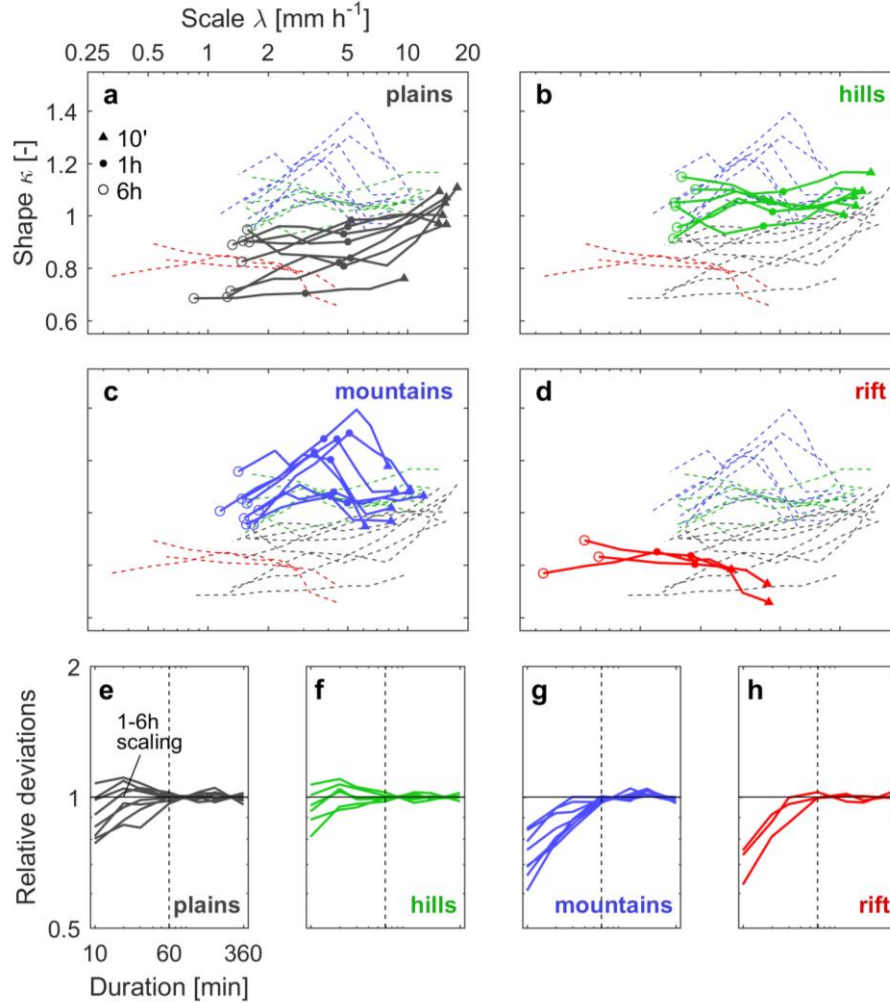 Scale λ [mm h⁻¹]
0.25 0.5 1 2 5 10 20
a plains
b hills
▲ 10'
● 1h
○ 6h
Shape κ [-]
1.4
1.2
1
0.8
0.6
c mountains
d rift
2
e f g h
1-6h
scaling
Relative deviations
1
plains hills mountains rift
0.5
10 60 360
Duration [min]